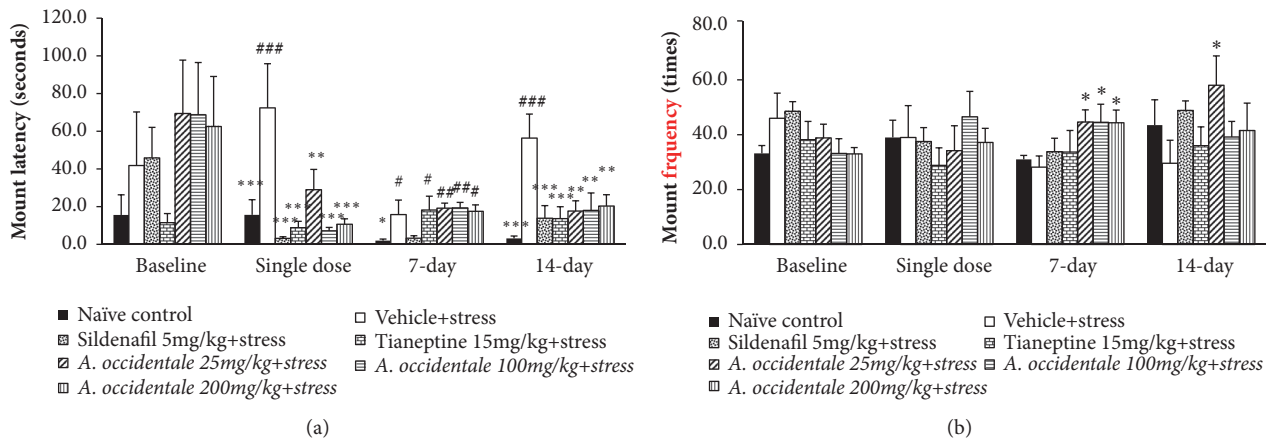 120.0
100.0
80.0
60.0
40.0
20.0
0.0
Mount latency (seconds)
###
***
***
***
**
***
***
*
#
#
##
##
#
***
###
***
***
**
**
**
Baseline Single dose 7-day 14-day
Naïve control Vehicle+stress
Sildenafil 5mg/kg+stress Tianeptine 15mg/kg+stress
A. occidentale 25mg/kg+stress A. occidentale 100mg/kg+stress
A. occidentale 200mg/kg+stress
(a)
80.0
60.0
40.0
20.0
0.0
Mount frquency (times)
* * *
*
Baseline Single dose 7-day 14-day
Naïve control Vehicle+stress
Sildenafil 5mg/kg+stress Tianeptine 15mg/kg+stress
A. occidentale 25mg/kg+stress A. occidentale 100mg/kg+stress
A. occidentale 200mg/kg+stress
(b)